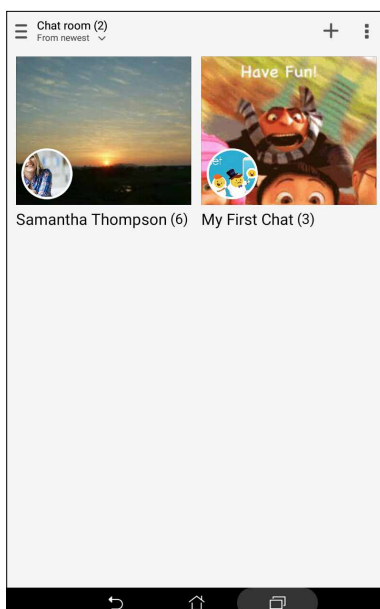 Chat room (2)
From newest
Have Fun!
Samantha Thompson (6)
My First Chat (3)